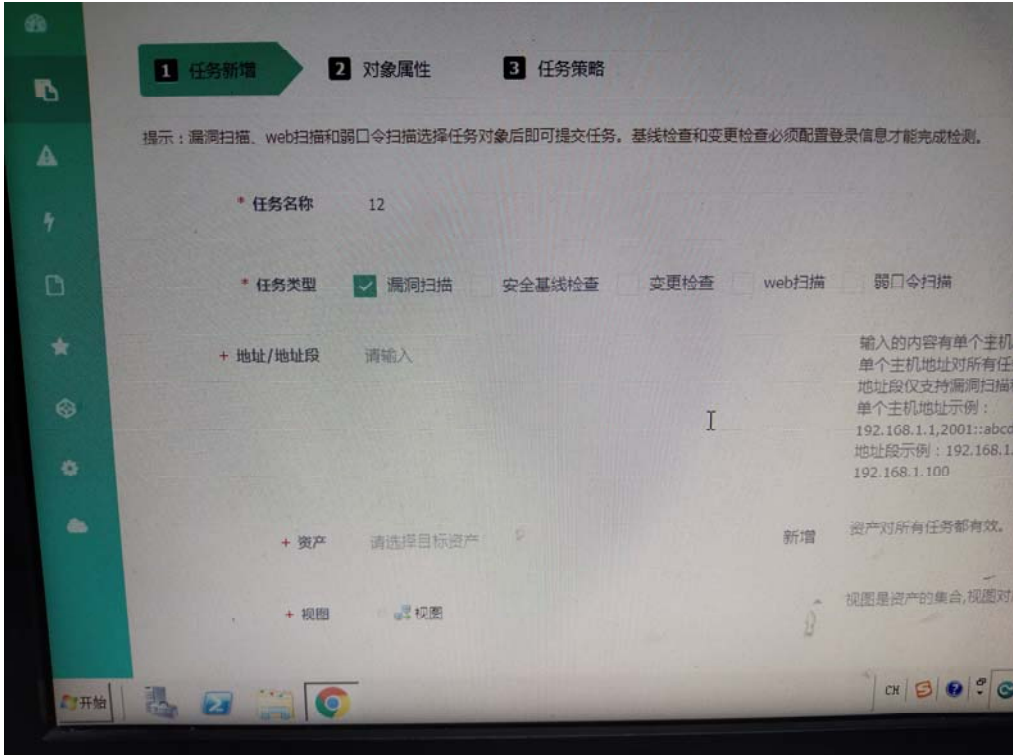 1 任务新增 2 对象属性 3 任务策略
提示：漏洞扫描、web扫描和弱口令扫描选择任务对象后即可提交任务。基线检查和变更检查必须配置登录信息才能完成检测。
* 任务名称 12
* 任务类型 漏洞扫描 安全基线检查 变更检查 web扫描 弱口令扫描
+ 地址/地址段 请输入
输入的内容有单个主机
单个主机地址对所有任
地址段仅支持漏洞扫描
单个主机地址示例：
192.168.1.1,2001::abcd
地址段示例：192.168.1.
192.168.1.100
+ 资产 请选择目标资产 新增 资产对所有任务都有效。
+ 视图 视图 视图是资产的集合,视图对
开始 CH